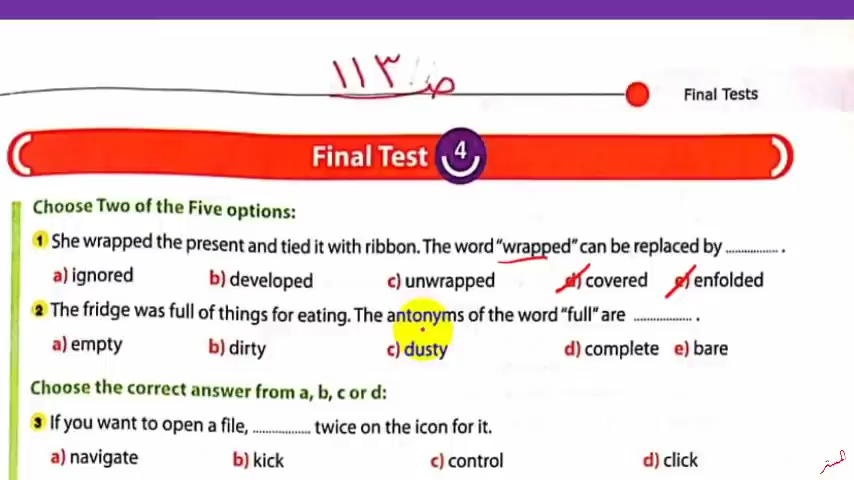 ص ١١٣
Final Tests
Final Test 4
Choose Two of the Five options:
1 She wrapped the present and tied it with ribbon. The word "wrapped" can be replaced by ............... .
a) ignored b) developed c) unwrapped d) covered e) enfolded
2 The fridge was full of things for eating. The antonyms of the word "full" are ............... .
a) empty b) dirty c) dusty d) complete e) bare
Choose the correct answer from a, b, c or d:
3 If you want to open a file, ............... twice on the icon for it.
a) navigate b) kick c) control d) click